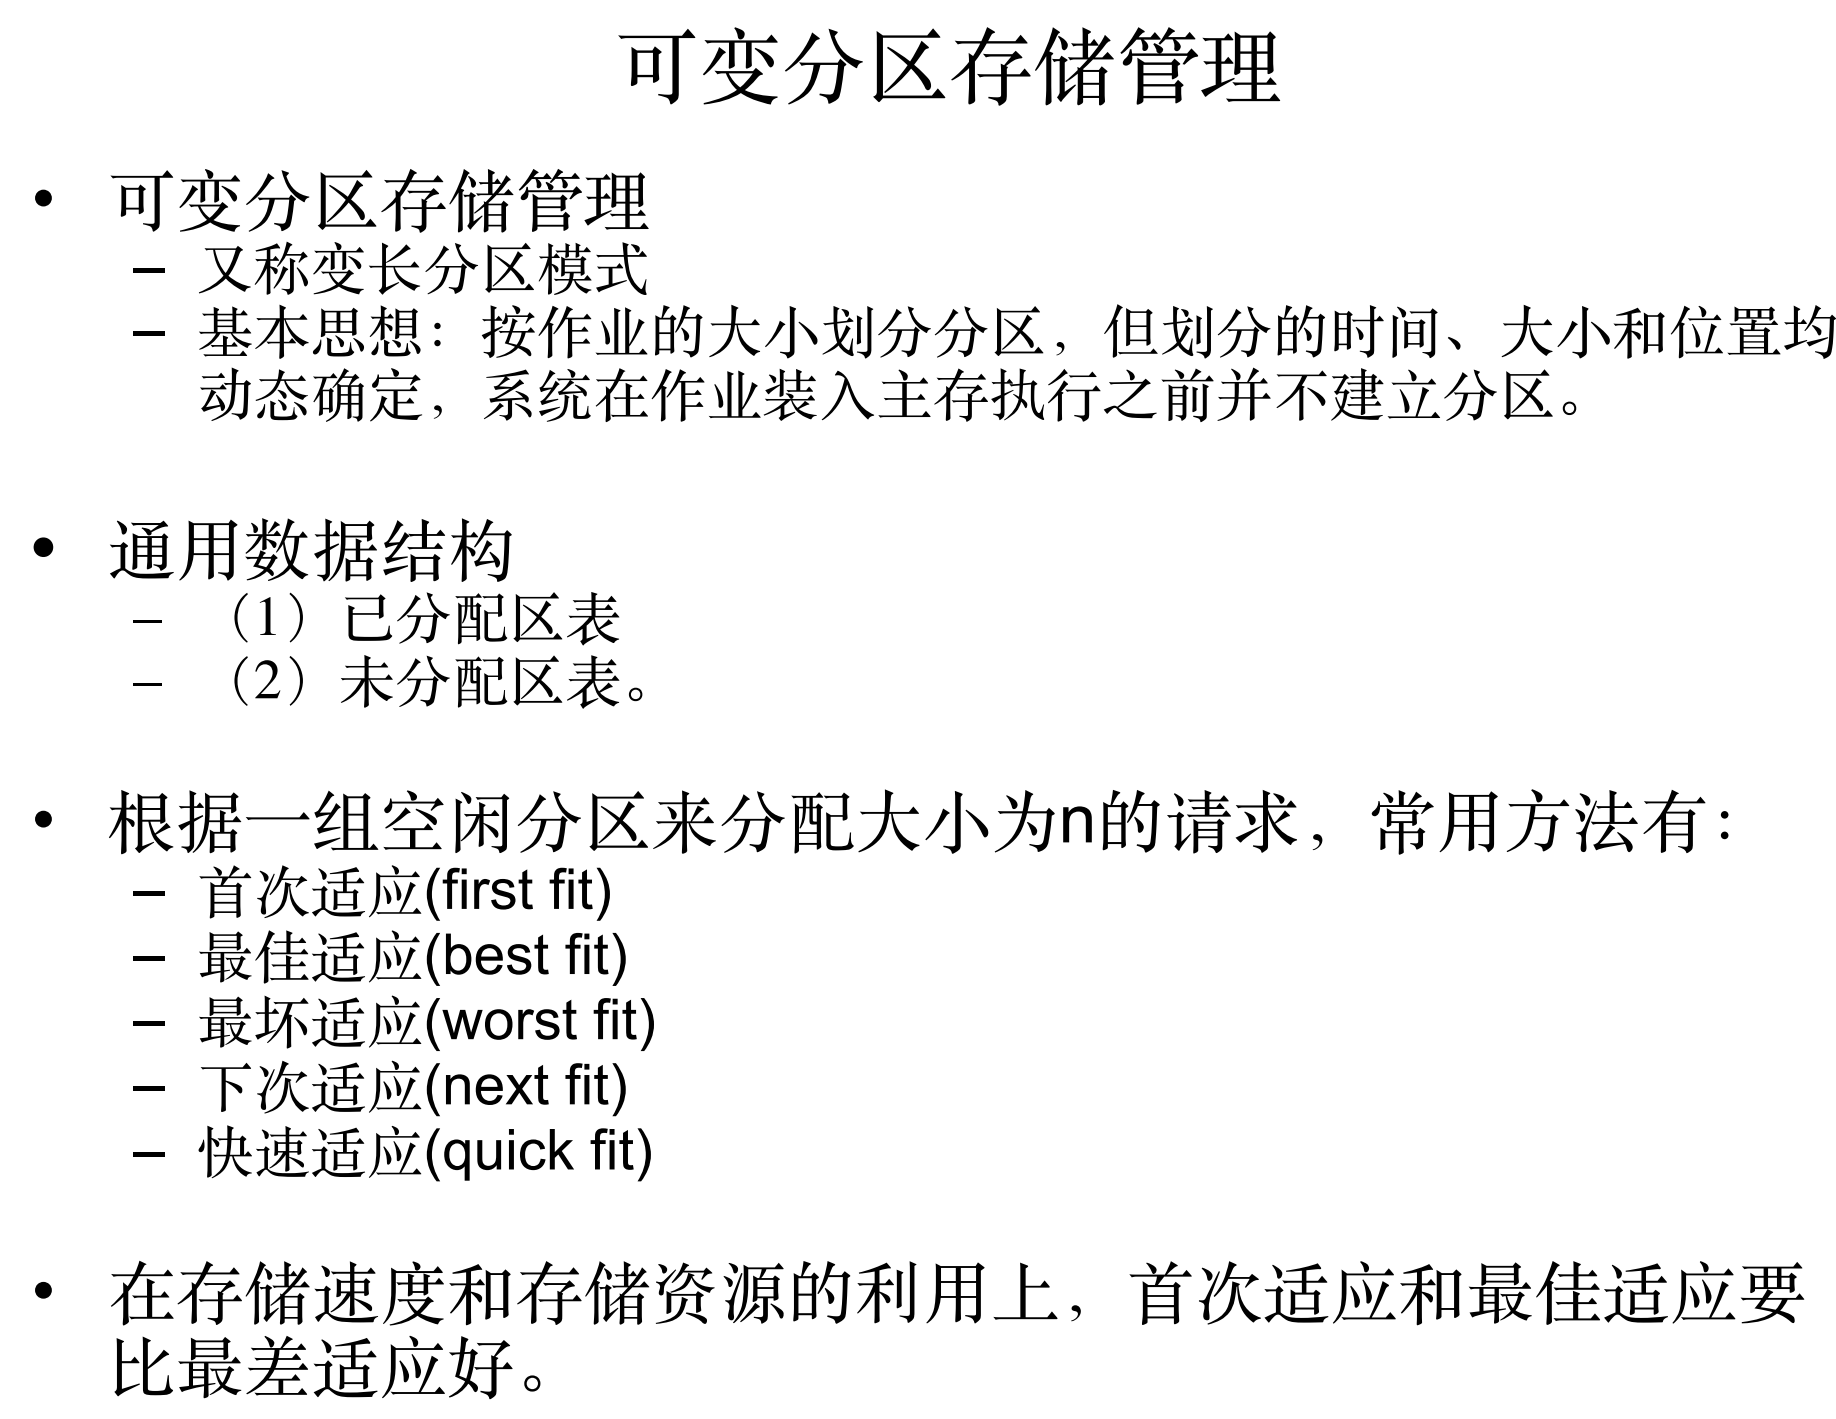 可变分区存储管理
• 可变分区存储管理
– 又称变长分区模式
– 基本思想：按作业的大小划分分区，但划分的时间、大小和位置均
动态确定，系统在作业装入主存执行之前并不建立分区。
• 通用数据结构
– （1）已分配区表
– （2）未分配区表。
• 根据一组空闲分区来分配大小为n的请求，常用方法有：
– 首次适应(first fit)
– 最佳适应(best fit)
– 最坏适应(worst fit)
– 下次适应(next fit)
– 快速适应(quick fit)
• 在存储速度和存储资源的利用上，首次适应和最佳适应要
比最差适应好。